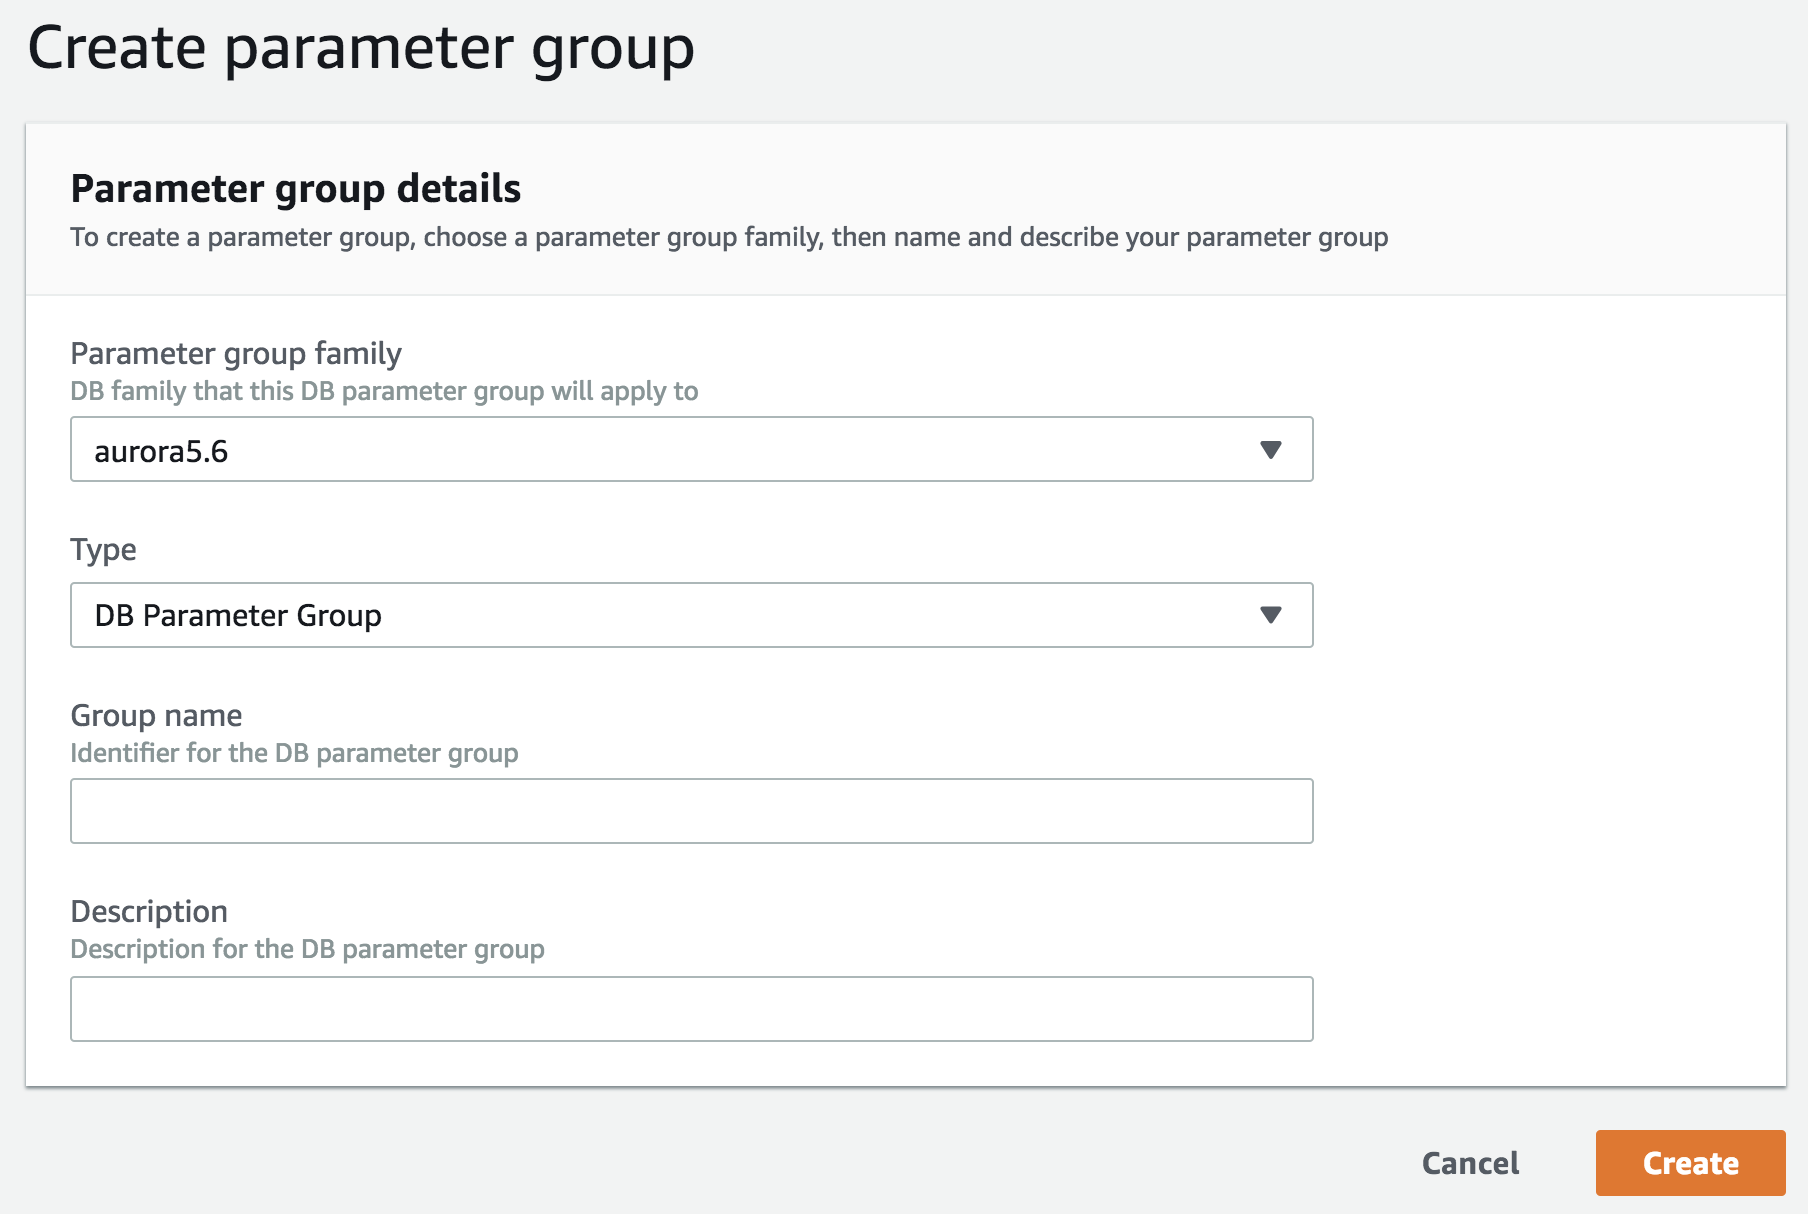 Create parameter group
Parameter group details
To create a parameter group, choose a parameter group family, then name and describe your parameter group
Parameter group family
DB family that this DB parameter group will apply to
aurora5.6
Type
DB Parameter Group
Group name
Identifier for the DB parameter group
Description
Description for the DB parameter group
Cancel
Create